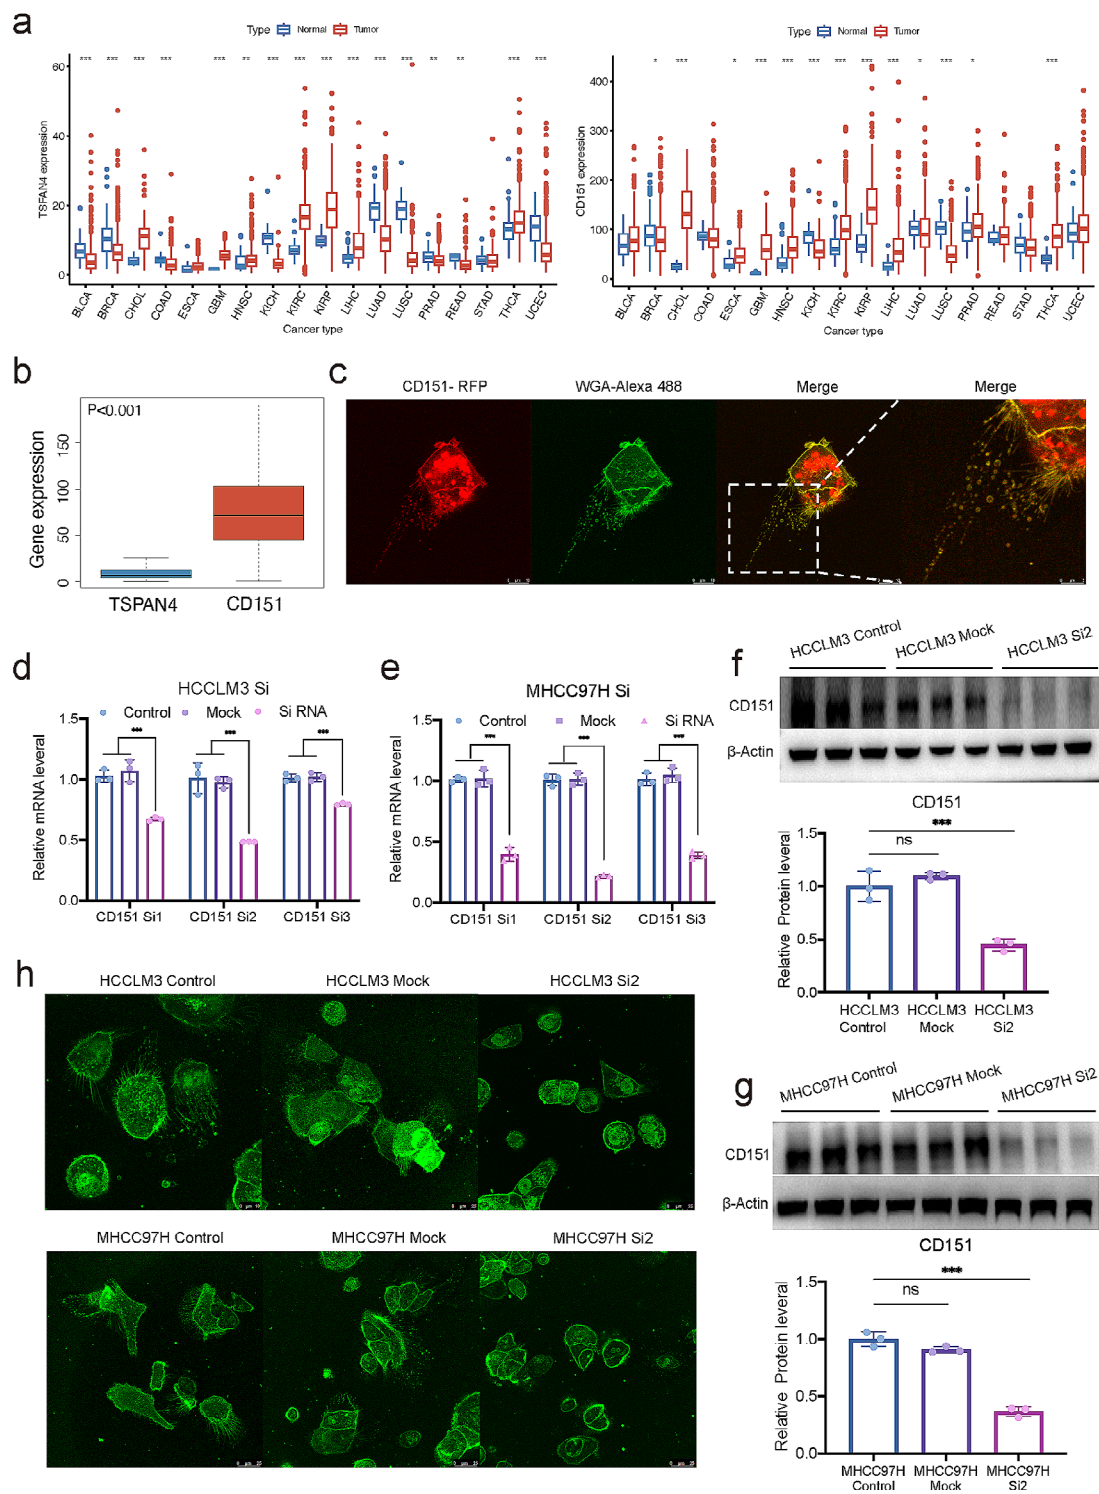 a
Type Normal Tumor
TSFAN4 expression
60
40
20
0
BLCA BRCA CHOL COAD ESCA GBM HNSC KICH KIRC KIRP LIHC LUAD LUSC PRAD READ STAD THCA UCEC
Cancer type
Type Normal Tumor
CD151 expression
400
300
200
100
0
BLCA BRCA CHOL COAD ESCA GBM HNSC KICH KIRC KIRP LIHC LUAD LUSC PRAD READ STAD THCA UCEC
Cancer type
b
P<0.001
Gene expression
150
100
50
0
TSPAN4 CD151
c
CD151- RFP WGA-Alexa 488 Merge Merge
d
HCCLM3 Si
Control Mock Si RNA
Relative mRNA leveral
1.5
1.0
0.5
0.0
*** *** ***
CD151 Si1 CD151 Si2 CD151 Si3
e
MHCC97H Si
Control Mock Si RNA
Relative mRNA leveral
1.5
1.0
0.5
0.0
*** *** ***
CD151 Si1 CD151 Si2 CD151 Si3
f
HCCLM3 Control HCCLM3 Mock HCCLM3 Si2
CD151
β-Actin
CD151
***
ns
Relative Protein leveral
1.5
1.0
0.5
0.0
HCCLM3 Control
HCCLM3 Mock
HCCLM3 Si2
g
MHCC97H Control MHCC97H Mock MHCC97H Si2
CD151
β-Actin
CD151
***
ns
Relative Protein leveral
1.5
1.0
0.5
0.0
MHCC97H Control
MHCC97H Mock
MHCC97H Si2
h
HCCLM3 Control HCCLM3 Mock HCCLM3 Si2
MHCC97H Control MHCC97H Mock MHCC97H Si2